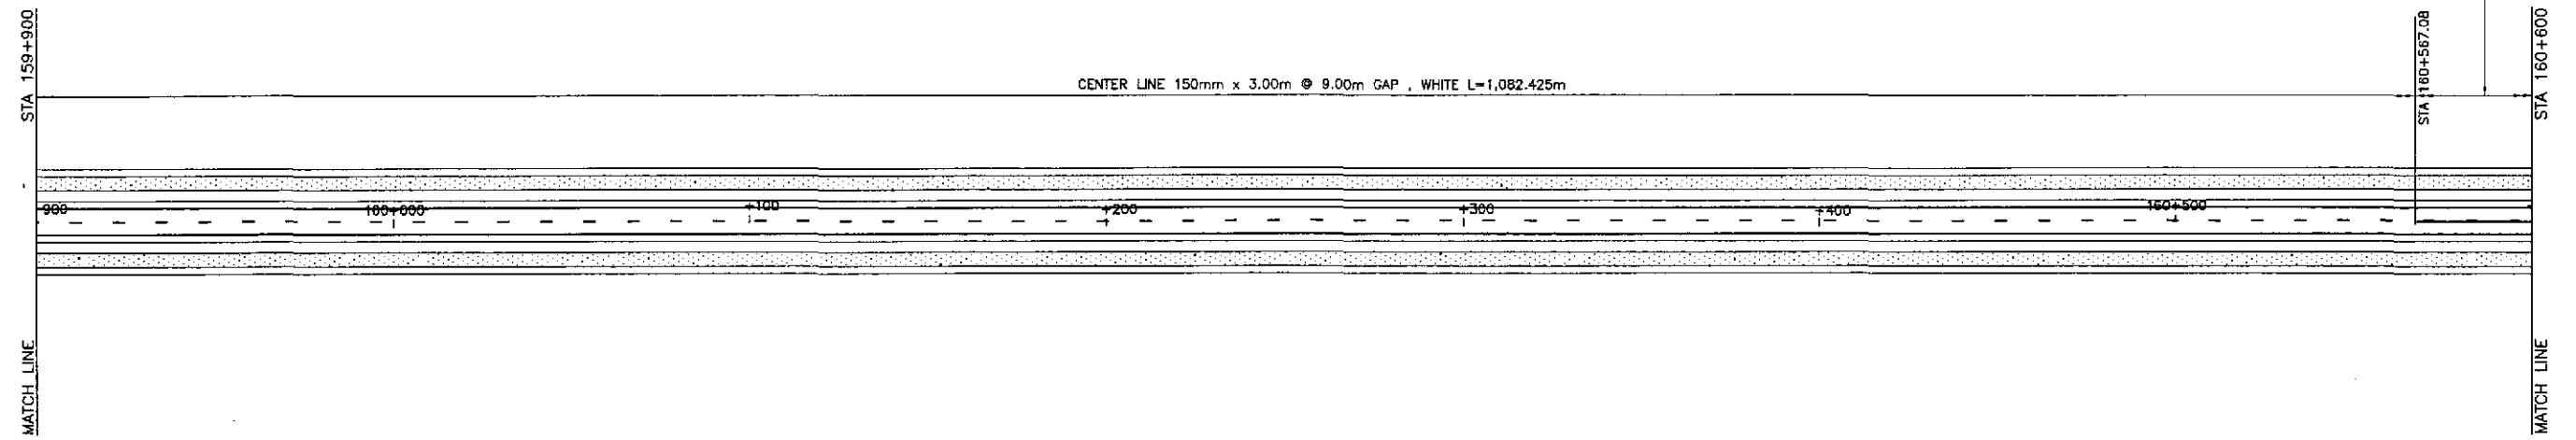 STA 159+900
CENTER LINE 150mm x 3.00m @ 9.00m GAP , WHITE L=1,082.425m
STA 160+567.08
STA 160+600
900
160+000
+100
+200
+300
+400
160+500
MATCH LINE
MATCH LINE